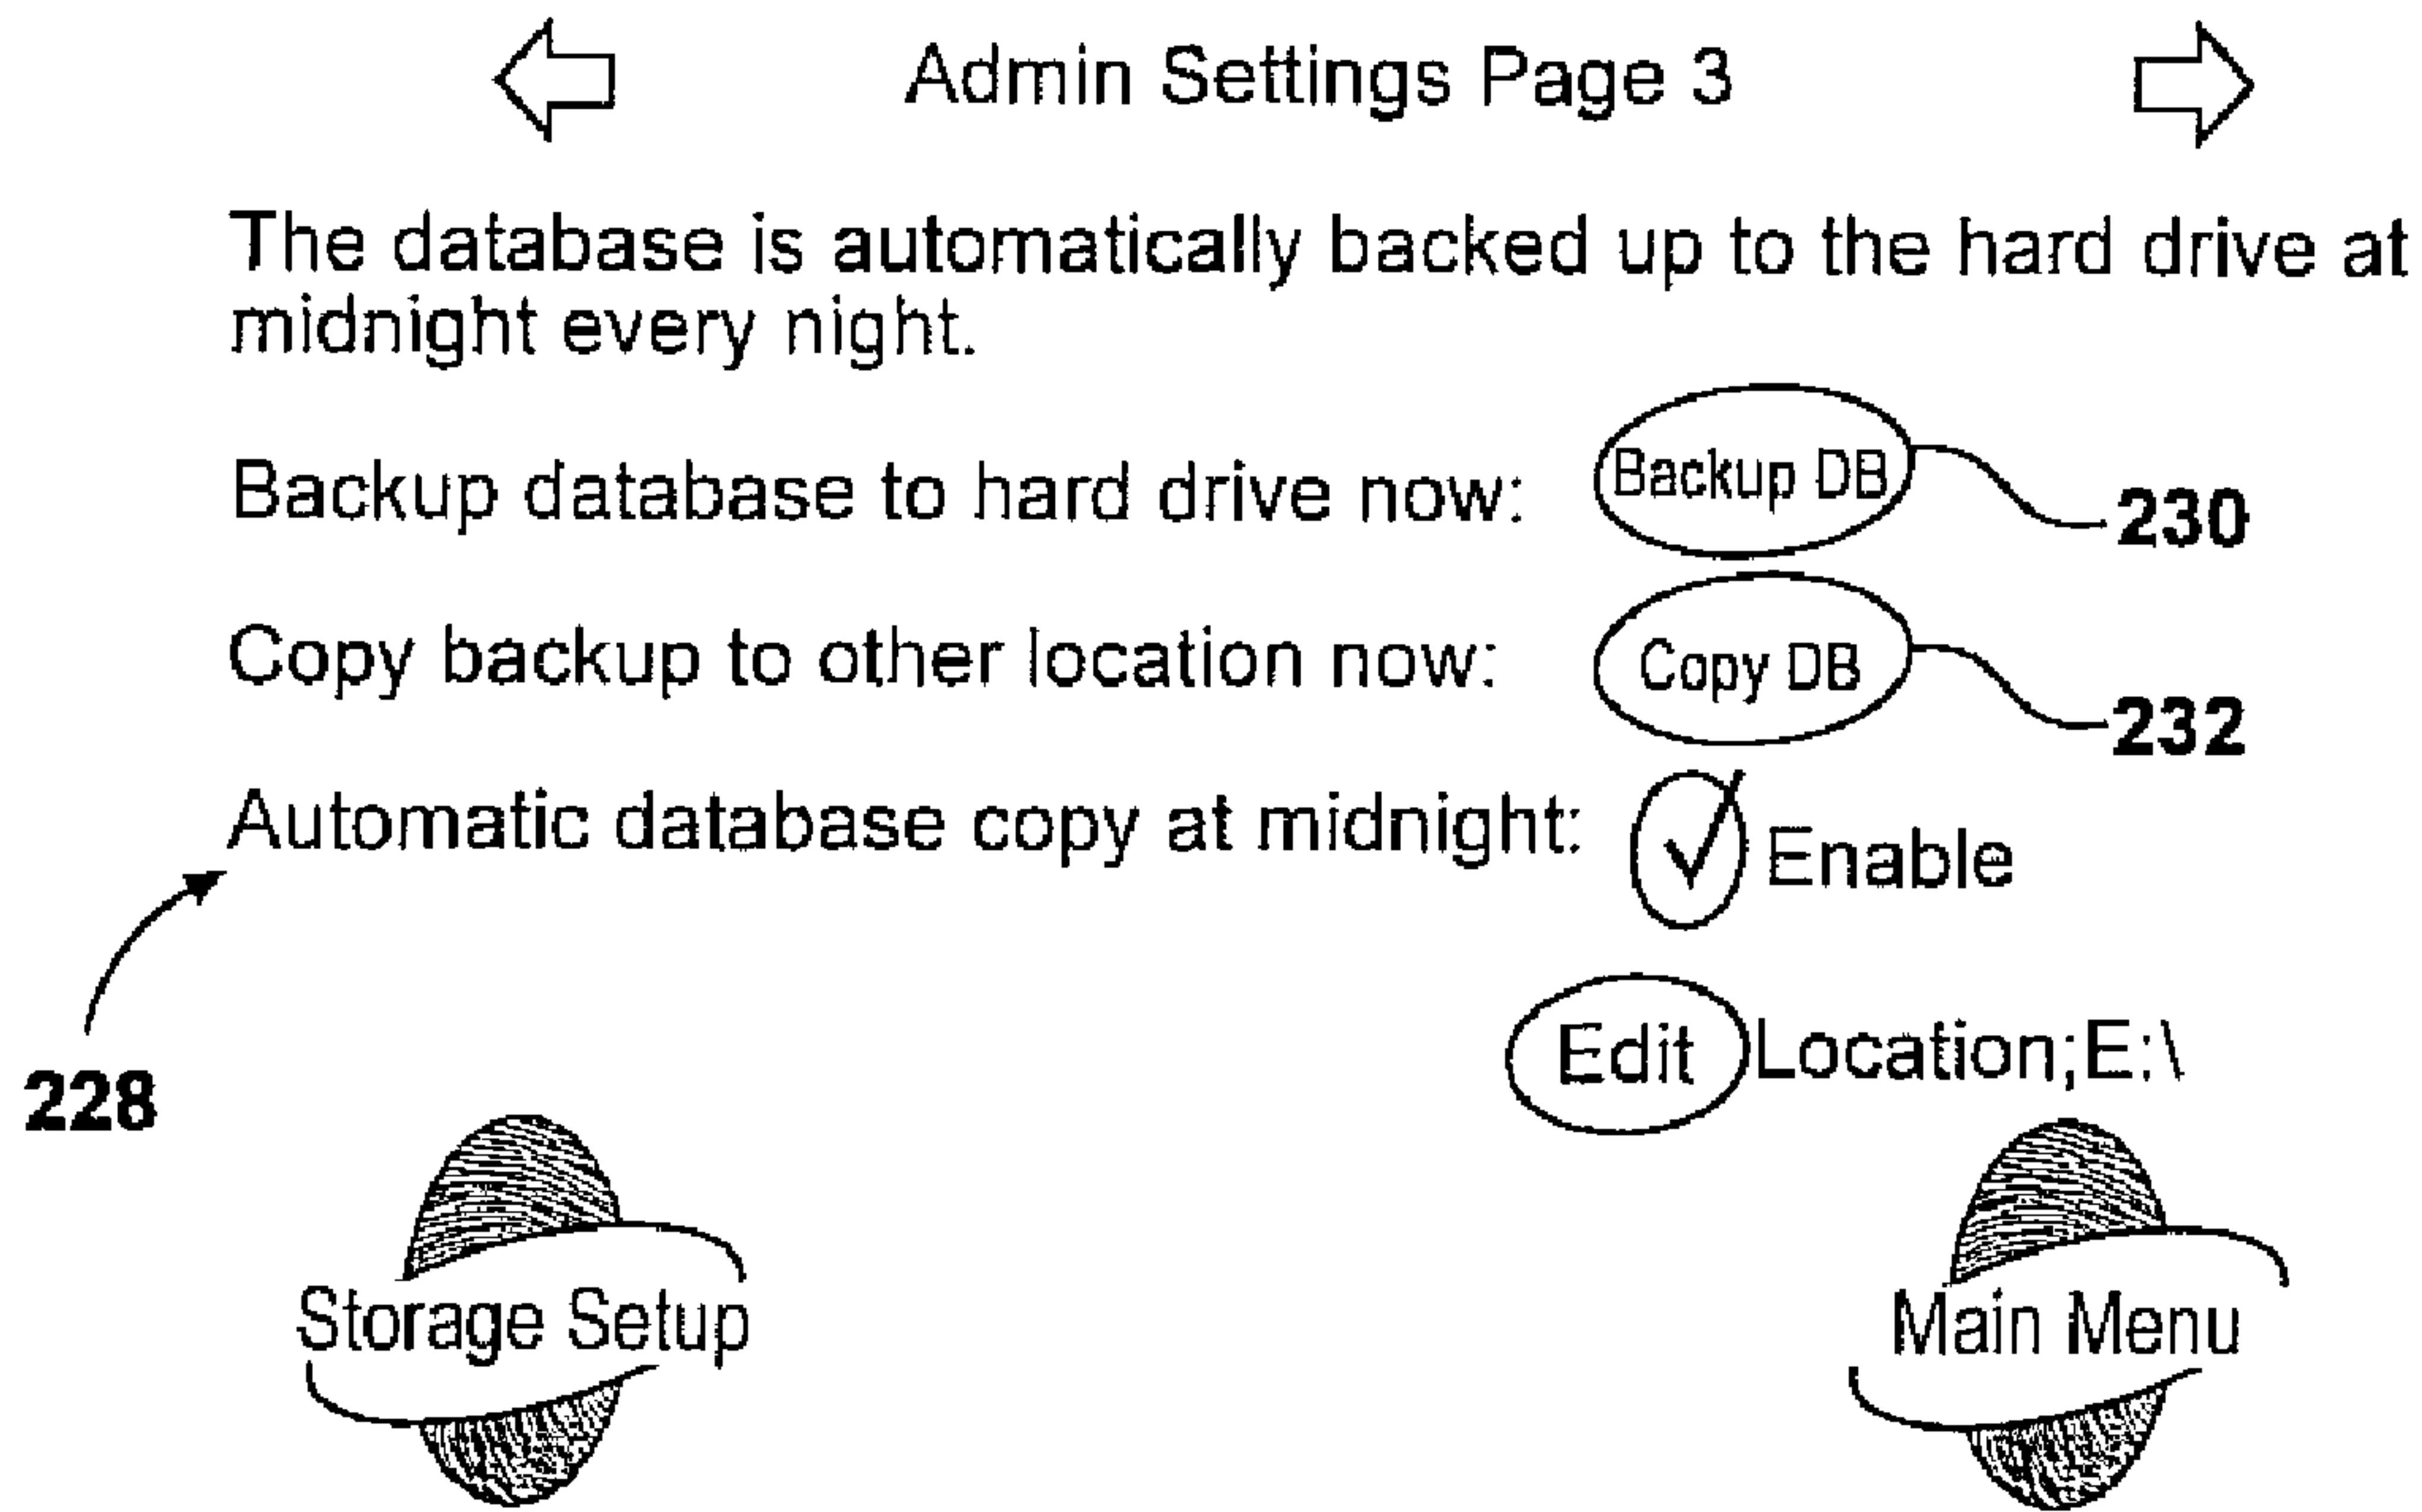 Admin Settings Page 3
The database is automatically backed up to the hard drive at
midnight every night.
Backup database to hard drive now: Backup DB
230
Copy backup to other location now: Copy DB
232
Automatic database copy at midnight: Enable
Edit Location;E:\
228
Storage Setup
Main Menu